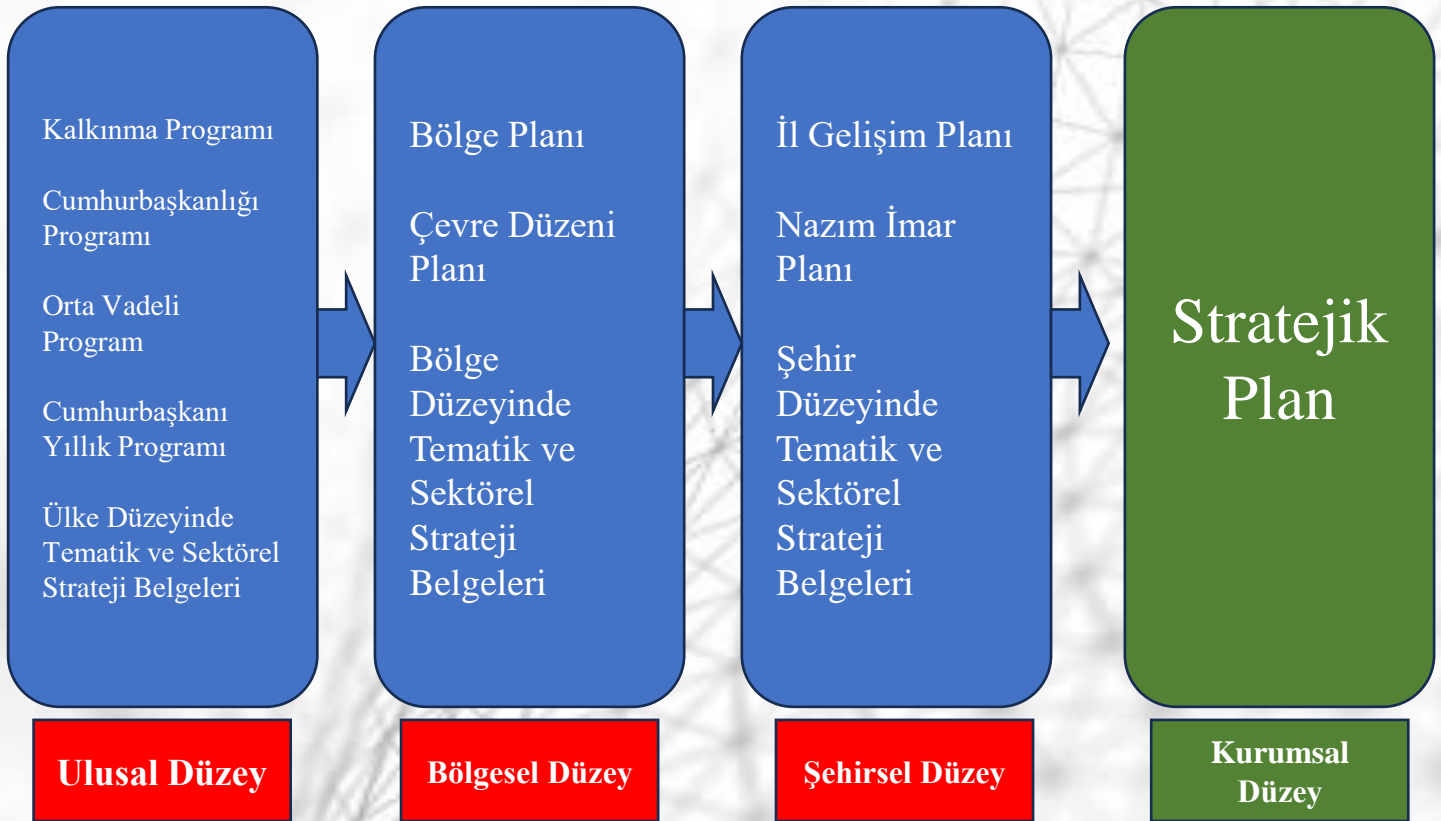 Kalkınma Programı
Cumhurbaşkanlığı
Programı
Orta Vadeli
Program
Cumhurbaşkanı
Yıllık Programı
Ülke Düzeyinde
Tematik ve Sektörel
Strateji Belgeleri
Ulusal Düzey
Bölge Planı
Çevre Düzeni
Planı
Bölge
Düzeyinde
Tematik ve
Sektörel
Strateji
Belgeleri
Bölgesel Düzey
İl Gelişim Planı
Nazım İmar
Planı
Şehir
Düzeyinde
Tematik ve
Sektörel
Strateji
Belgeleri
Şehirsel Düzey
Stratejik
Plan
Kurumsal
Düzey